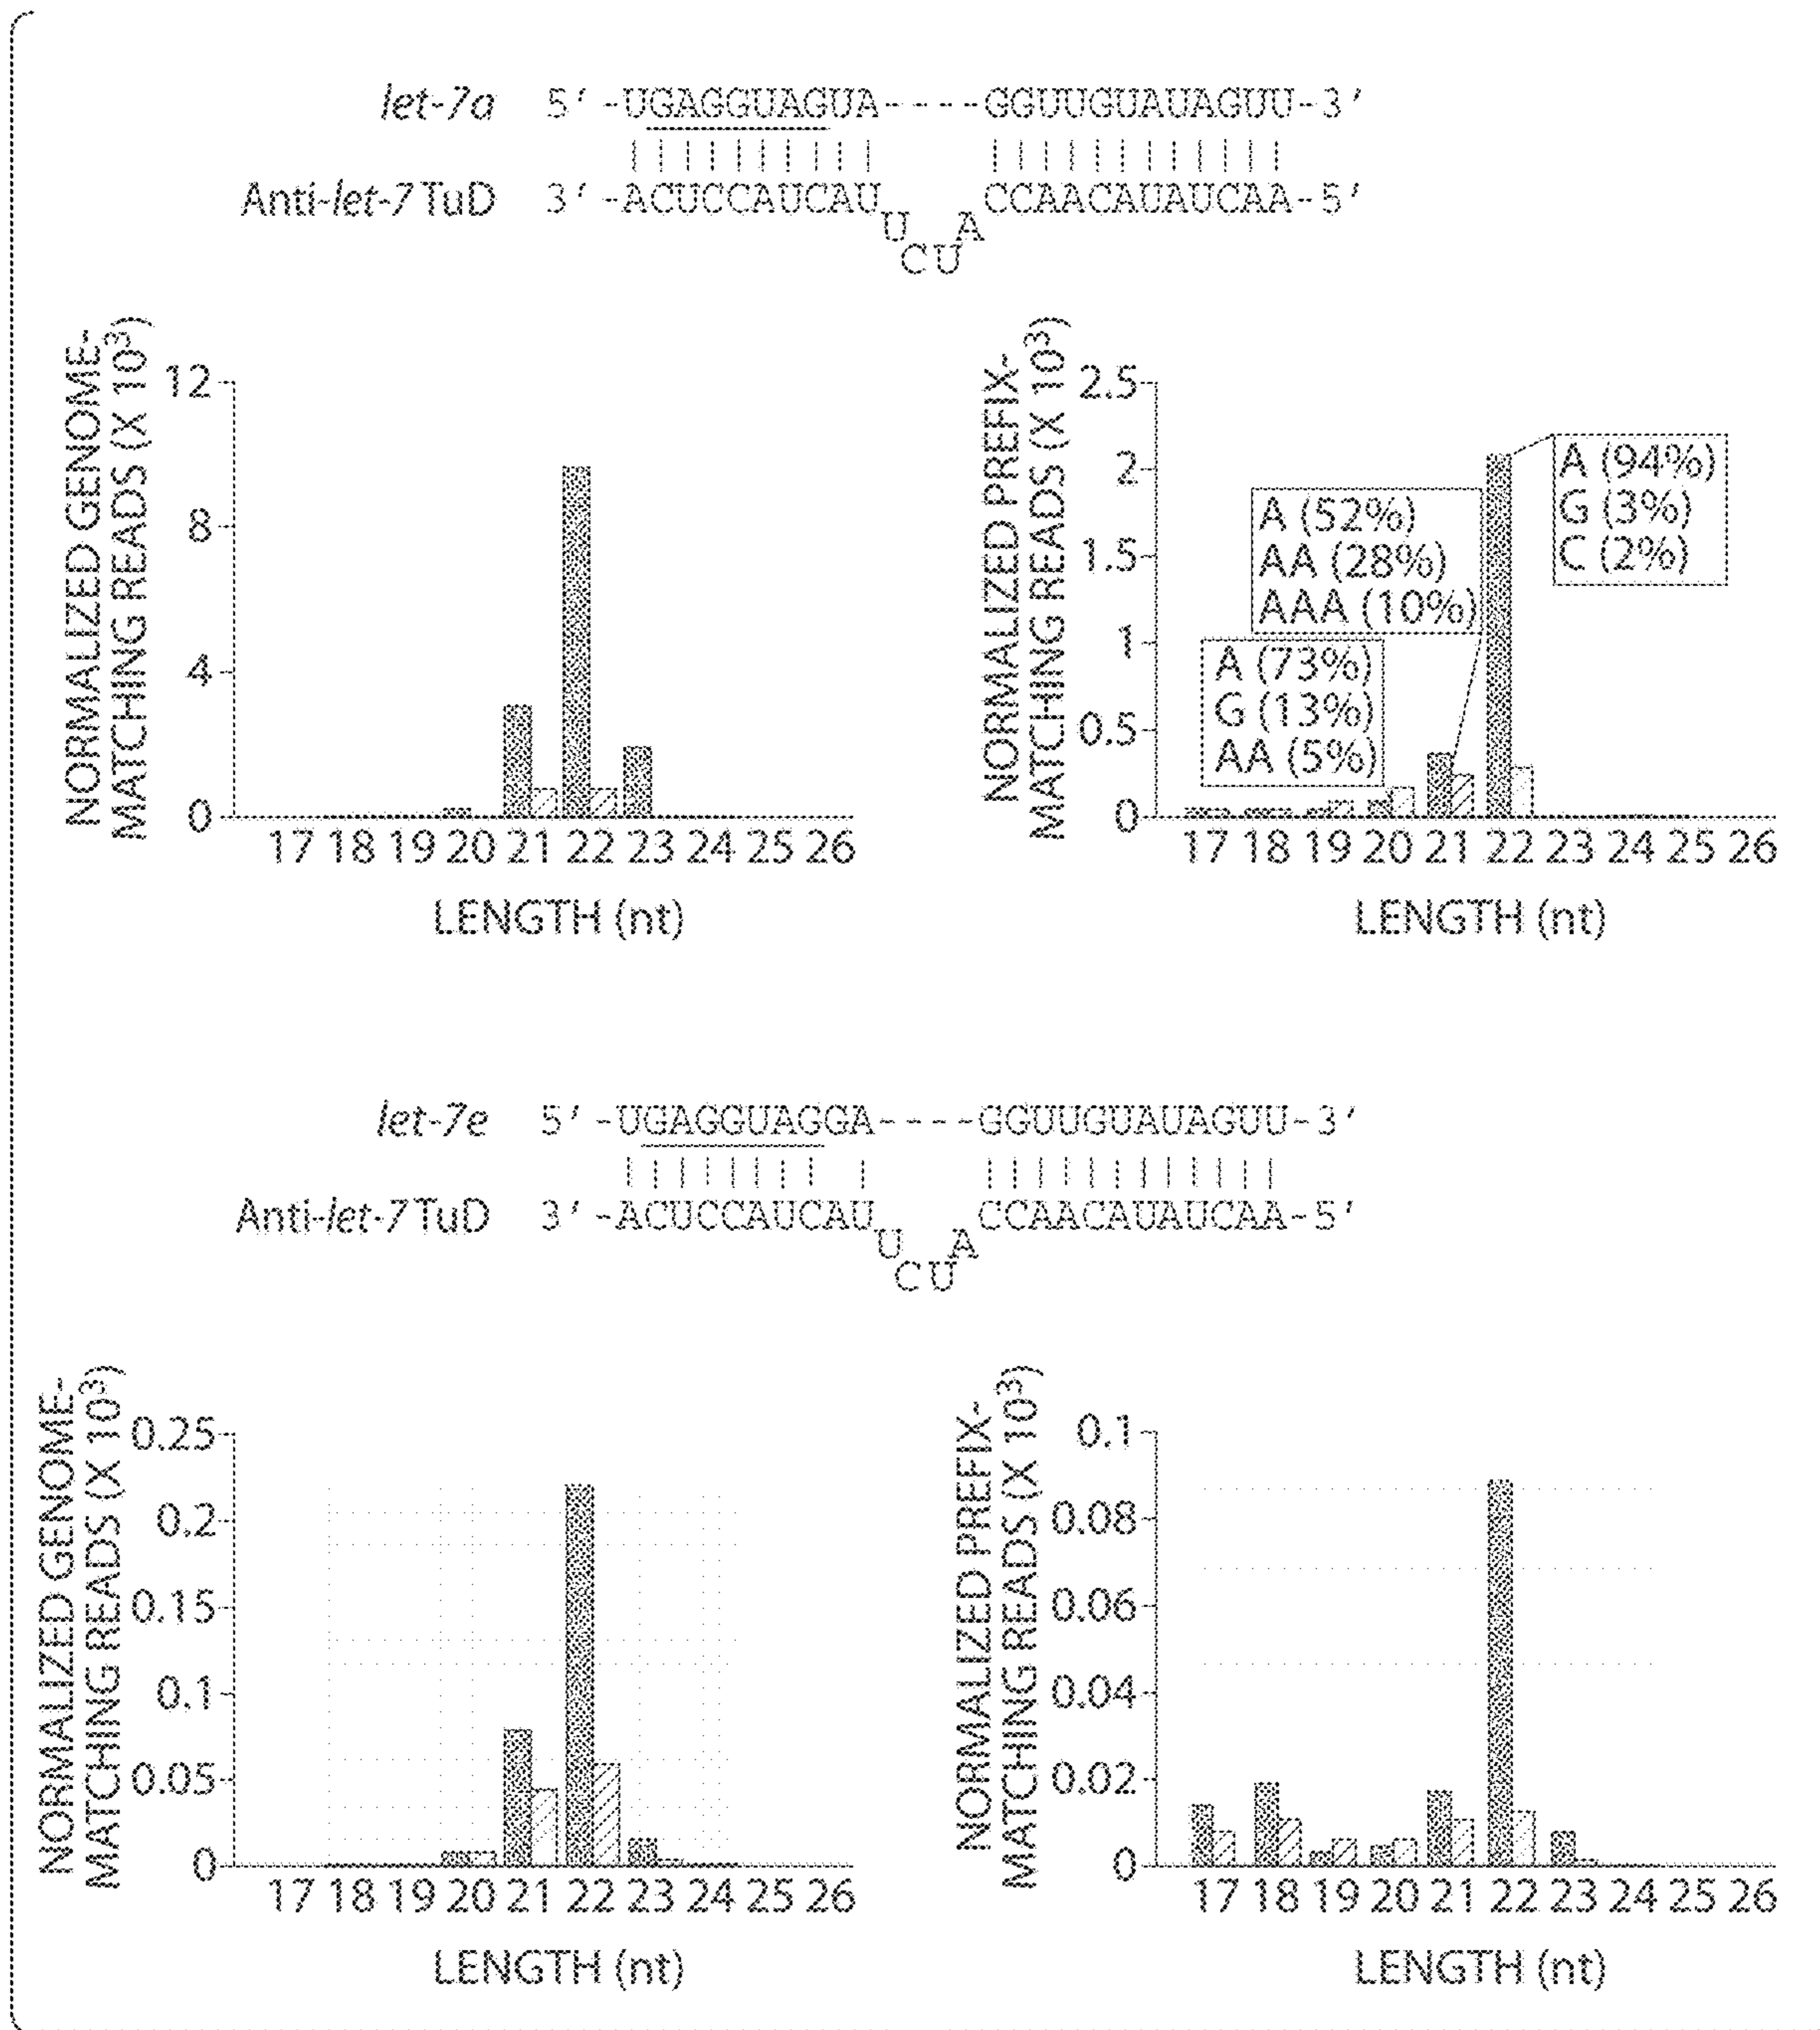 let-7a 5' -UGAGGUAGUA----GGUUGUAUAGUU-3'
Anti-let-7 TuD 3' -ACUCCAUCAU CCAACAUAUCAA-5'
U A
CU
NORMALIZED GENOME-
MATCHING READS (X 10³)
12
8
4
0
17 18 19 20 21 22 23 24 25 26
LENGTH (nt)
NORMALIZED PREFIX-
MATCHING READS (X 10³)
2.5
2
1.5
1
0.5
0
A (94%)
G (3%)
C (2%)
A (52%)
AA (28%)
AAA (10%)
A (73%)
G (13%)
AA (5%)
17 18 19 20 21 22 23 24 25 26
LENGTH (nt)
let-7e 5' -UGAGGUAGGA----GGUUGUAUAGUU-3'
Anti-let-7 TuD 3' -ACUCCAUCAU CCAACAUAUCAA-5'
U A
CU
NORMALIZED GENOME-
MATCHING READS (X 10³)
0.25
0.2
0.15
0.1
0.05
0
17 18 19 20 21 22 23 24 25 26
LENGTH (nt)
NORMALIZED PREFIX-
MATCHING READS (X 10³)
0.1
0.08
0.06
0.04
0.02
0
17 18 19 20 21 22 23 24 25 26
LENGTH (nt)